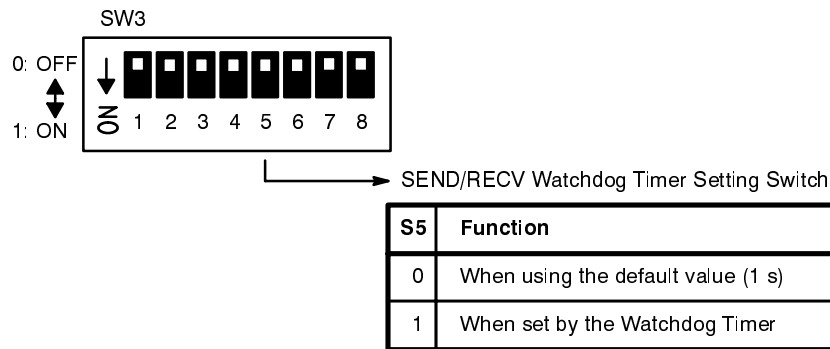 SW3
0: OFF
1: ON
ON
1 2 3 4 5 6 7 8
SEND/RECV Watchdog Timer Setting Switch
S5 Function
0 When using the default value (1 s)
1 When set by the Watchdog Timer